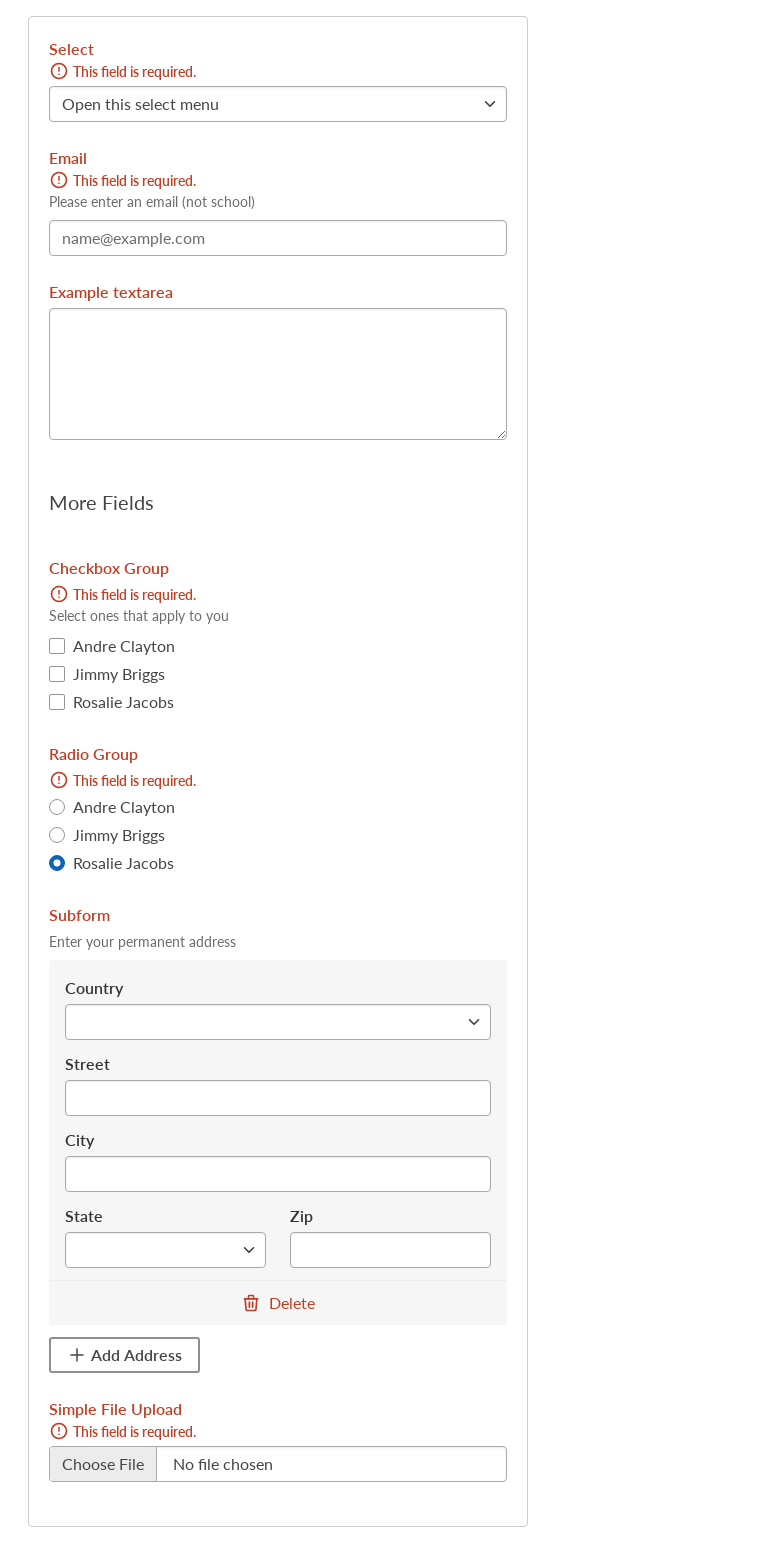 Select
This field is required.
Open this select menu
Email
This field is required.
Please enter an email (not school)
name@example.com
Example textarea
More Fields
Checkbox Group
This field is required.
Select ones that apply to you
Andre Clayton
Jimmy Briggs
Rosalie Jacobs
Radio Group
This field is required.
Andre Clayton
Jimmy Briggs
Rosalie Jacobs
Subform
Enter your permanent address
Country
Street
City
State Zip
Delete
Add Address
Simple File Upload
This field is required.
Choose File No file chosen